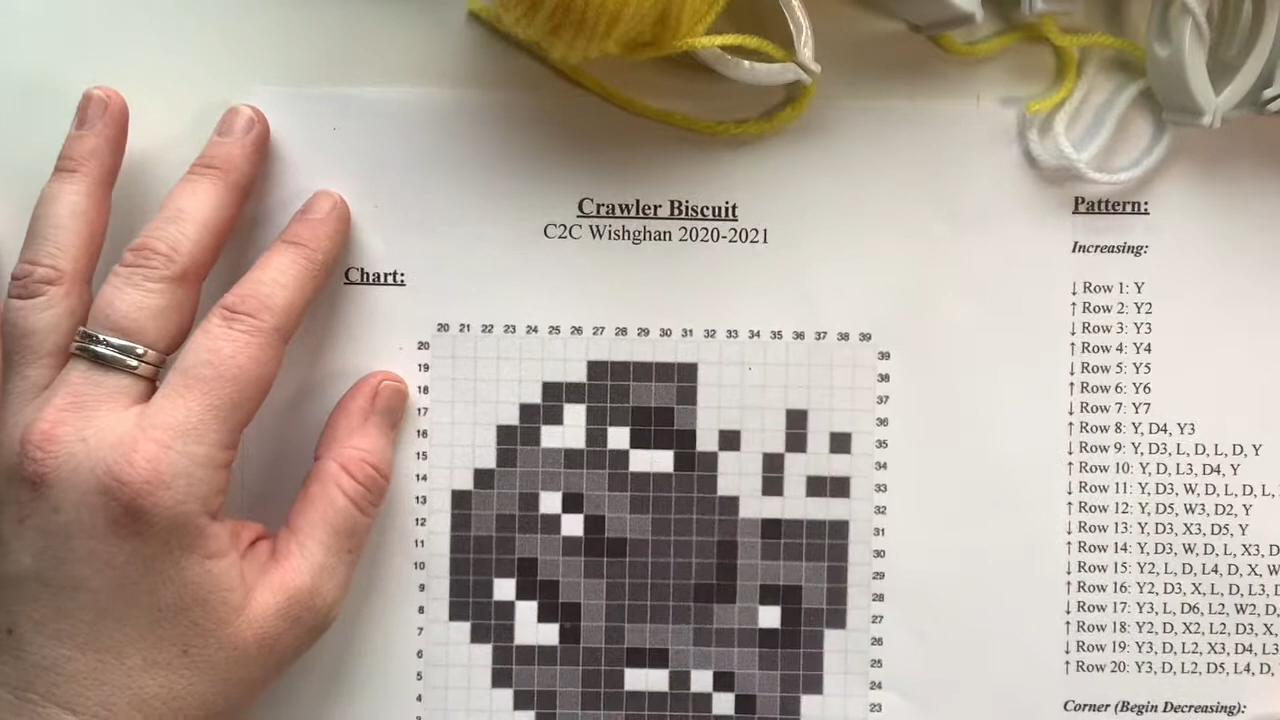 Crawler Biscuit
C2C Wishghan 2020-2021
Chart:
20 21 22 23 24 25 26 27 28 29 30 31 32 33 34 35 36 37 38 39
20
39
19
38
18
37
17
36
16
35
15
34
14
33
13
32
12
31
11
30
10
29
9
28
8
27
7
26
6
25
5
24
4
23
Pattern:
Increasing:
↓ Row 1: Y
↑ Row 2: Y2
↓ Row 3: Y3
↑ Row 4: Y4
↓ Row 5: Y5
↑ Row 6: Y6
↓ Row 7: Y7
↑ Row 8: Y, D4, Y3
↓ Row 9: Y, D3, L, D, L, D, Y
↑ Row 10: Y, D, L3, D4, Y
↓ Row 11: Y, D3, W, D, L, D, L,
↑ Row 12: Y, D5, W3, D2, Y
↓ Row 13: Y, D3, X3, D5, Y
↑ Row 14: Y, D3, W, D, L, X3, D
↓ Row 15: Y2, L, D, L4, D, X, W
↑ Row 16: Y2, D3, X, L, D, L3,
↓ Row 17: Y3, L, D6, L2, W2, D,
↑ Row 18: Y2, D, X2, L2, D3, X,
↓ Row 19: Y3, D, L2, X3, D4, L3
↑ Row 20: Y3, D, L2, D5, L4, D,
Corner (Begin Decreasing):